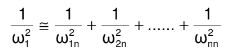 1/ω₁² ≅ 1/ω₁ₙ² + 1/ω₂ₙ² + ...... + 1/ωₙₙ²